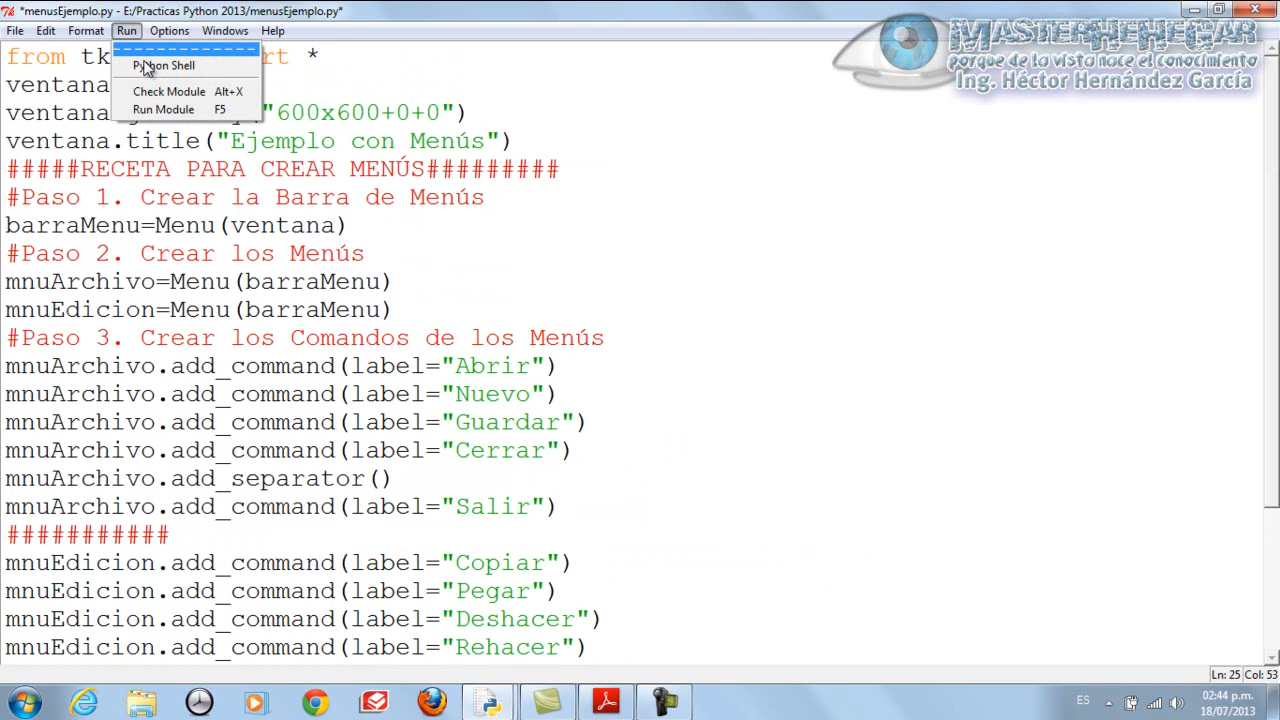 *menusEjemplo.py - E:/Practicas Python 2013/menusEjemplo.py*
File Edit Format Run Options Windows Help
MASTERHEHEGAR
porque de la vista nace el conocimiento
Ing. Héctor Hernández García
Python Shell
Check Module Alt+X
Run Module F5
from tk rt *
ventana
ventana "600x600+0+0")
ventana.title("Ejemplo con Menús")
#####RECETA PARA CREAR MENÚS#########
#Paso 1. Crear la Barra de Menús
barraMenu=Menu(ventana)
#Paso 2. Crear los Menús
mnuArchivo=Menu(barraMenu)
mnuEdicion=Menu(barraMenu)
#Paso 3. Crear los Comandos de los Menús
mnuArchivo.add_command(label="Abrir")
mnuArchivo.add_command(label="Nuevo")
mnuArchivo.add_command(label="Guardar")
mnuArchivo.add_command(label="Cerrar")
mnuArchivo.add_separator()
mnuArchivo.add_command(label="Salir")
###########
mnuEdicion.add_command(label="Copiar")
mnuEdicion.add_command(label="Pegar")
mnuEdicion.add_command(label="Deshacer")
mnuEdicion.add_command(label="Rehacer")
Ln: 25 Col: 53
ES
02:44 p.m.
18/07/2013